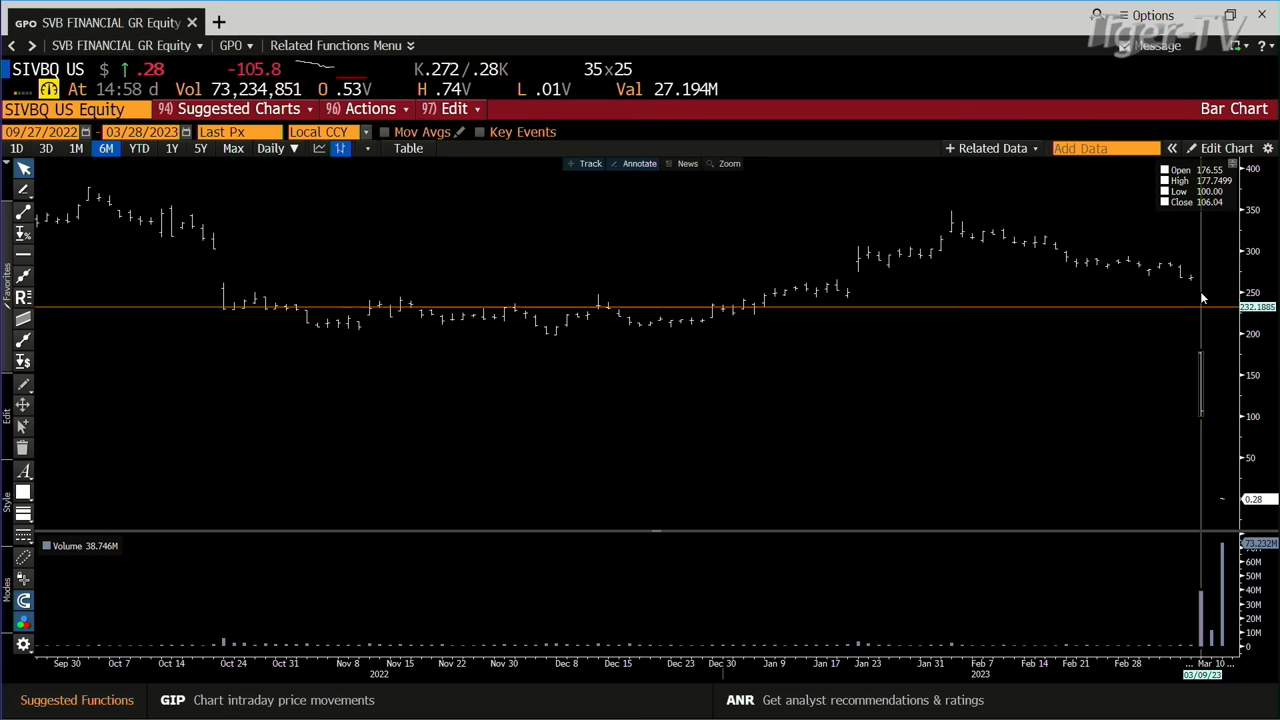 GPO SVB FINANCIAL GR Equity
Options
SVB FINANCIAL GR Equity GPO Related Functions Menu Message
Tiger-TV
SIVBQ US $ ↑ .28 -105.8 K.272/.28K 35x25
At 14:58 d Vol 73,234,851 O .53V H .74V L .01V Val 27.194M
SIVBQ US Equity 94) Suggested Charts 96) Actions 97) Edit Bar Chart
09/27/2022 - 03/28/2023 Last Px Local CCY Mov Avgs Key Events
1D 3D 1M 6M YTD 1Y 5Y Max Daily Table + Related Data Add Data Edit Chart
Track Annotate News Zoom
Open 176.55
High 177.7499
Low 100.00
Close 106.04
400
350
300
250
232.1885
200
150
100
50
0.28
Favorites
Edit
Style
Modes
Volume 38.746M
73.232M
60M
50M
40M
30M
20M
10M
0
Sep 30 Oct 7 Oct 14 Oct 24 Oct 31 Nov 8 Nov 15 Nov 22 Nov 30 Dec 8 Dec 15 Dec 23 Dec 30 Jan 9 Jan 17 Jan 23 Jan 31 Feb 7 Feb 14 Feb 21 Feb 28 ... Mar 10 ...
2022 2023 03/09/23
Suggested Functions GIP Chart intraday price movements ANR Get analyst recommendations & ratings